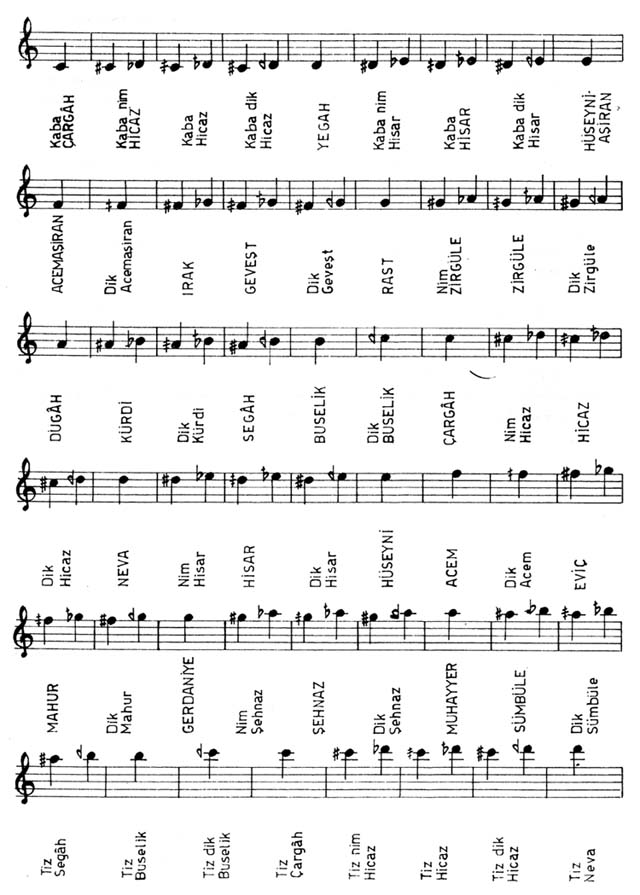 Kaba
ÇARGÂH
Kaba nim
HİCAZ
Kaba
Hicaz
Kaba dik
Hicaz
YEGAH
Kaba nim
Hisar
Kaba
HİSAR
Kaba dik
Hisar
HÜSEYNİ-
AŞİRAN
ACEMAŞİRAN
Dik
Acemaşiran
IRAK
GEVEŞT
Dik
Geveşt
RAST
Nim
ZİRGÜLE
ZİRGÜLE
Dik
Zirgüle
DÜGÂH
KÜRDİ
Dik
Kürdi
SEGÂH
BUSELİK
Dik
BUSELİK
ÇARGÂH
Nim
Hicaz
HİCAZ
Dik
Hicaz
NEVA
Nim
Hisar
HİSAR
Dik
Hisar
HÜSEYNİ
ACEM
Dik
Acem
EVİÇ
MAHUR
Dik
Mahur
GERDANİYE
Nim
Şehnaz
ŞEHNAZ
Dik
Şehnaz
MUHAYYER
SÜMBÜLE
Dik
Sümbüle
Tiz
Segâh
Tiz
Buselik
Tiz dik
Buselik
Tiz
Çargâh
Tiz nim
Hicaz
Tiz
Hicaz
Tiz dik
Hicaz
Tiz
Neva